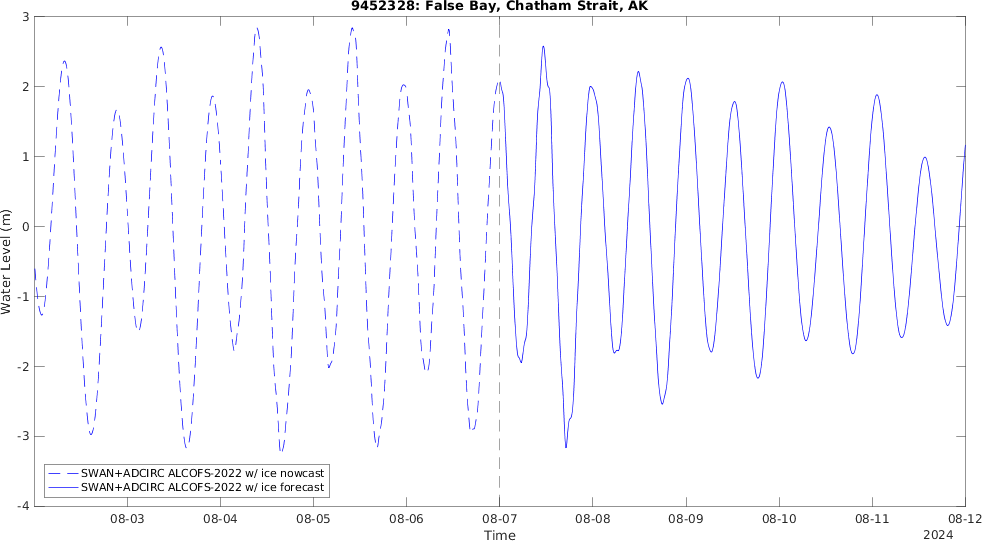 9452328: False Bay, Chatham Strait, AK
3
2
1
0
-1
-2
-3
-4
Water Level (m)
SWAN+ADCIRC ALCOFS-2022 w/ ice nowcast
SWAN+ADCIRC ALCOFS-2022 w/ ice forecast
08-03 08-04 08-05 08-06 08-07 08-08 08-09 08-10 08-11 08-12
Time
2024